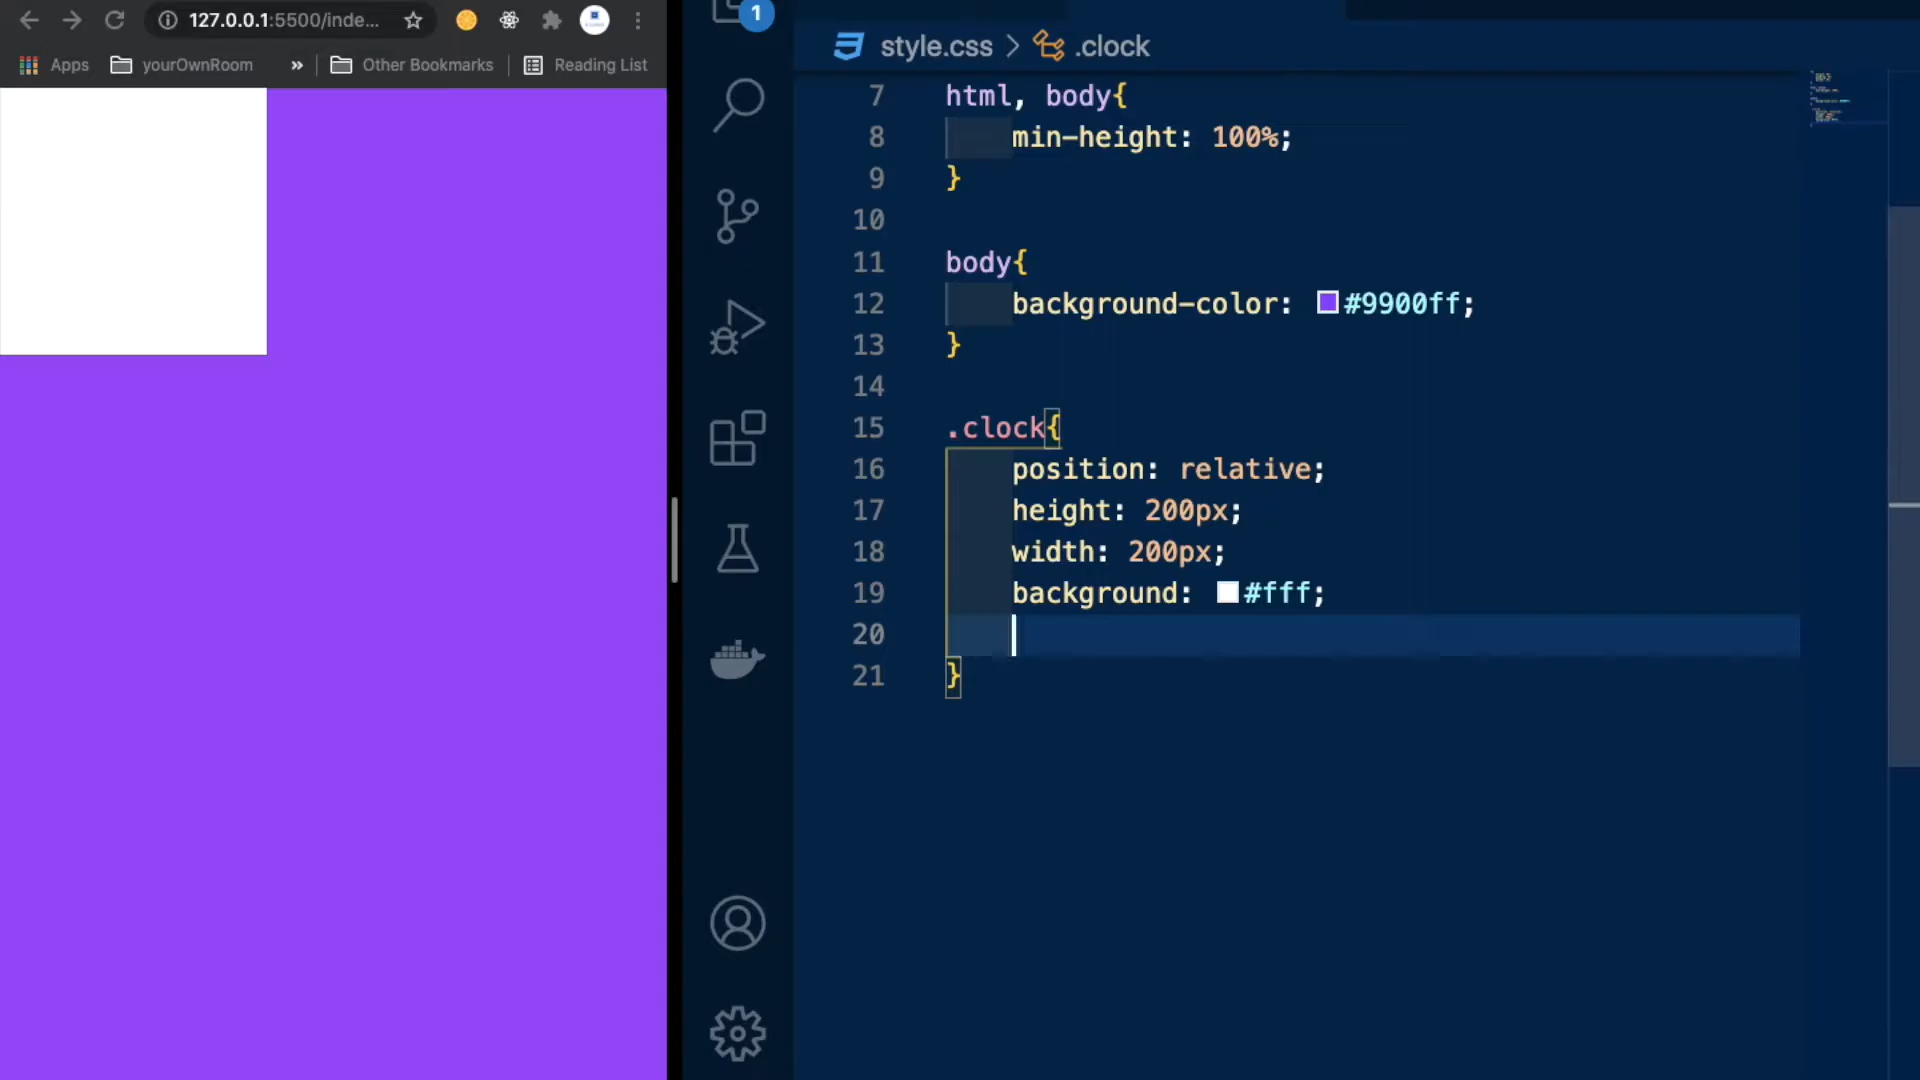 127.0.0.1:5500/inde...
Apps
yourOwnRoom
»
Other Bookmarks
Reading List
1
style.css > .clock
7 html, body{
8 min-height: 100%;
9 }
10
11 body{
12 background-color: #9900ff;
13 }
14
15 .clock{
16 position: relative;
17 height: 200px;
18 width: 200px;
19 background: #fff;
20
21 }